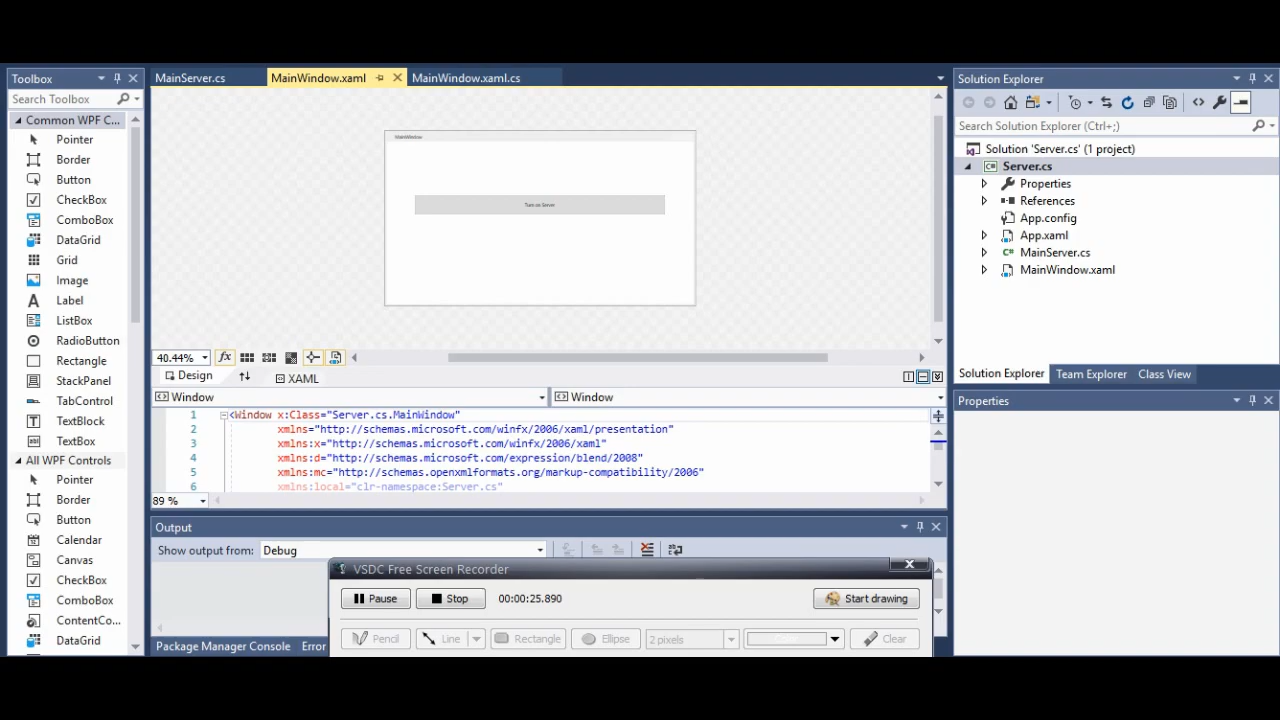 Toolbox
Search Toolbox
Common WPF C...
Pointer
Border
Button
CheckBox
ComboBox
DataGrid
Grid
Image
Label
ListBox
RadioButton
Rectangle
StackPanel
TabControl
TextBlock
TextBox
All WPF Controls
Pointer
Border
Button
Calendar
Canvas
CheckBox
ComboBox
ContentCo...
DataGrid
MainServer.cs
MainWindow.xaml
MainWindow.xaml.cs
MainWindow
Turn on Server
40.44%
Design
XAML
Window
Window
1 <Window x:Class="Server.cs.MainWindow"
2 xmlns="http://schemas.microsoft.com/winfx/2006/xaml/presentation"
3 xmlns:x="http://schemas.microsoft.com/winfx/2006/xaml"
4 xmlns:d="http://schemas.microsoft.com/expression/blend/2008"
5 xmlns:mc="http://schemas.openxmlformats.org/markup-compatibility/2006"
6 xmlns:local="clr-namespace:Server.cs"
89 %
Output
Show output from: Debug
VSDC Free Screen Recorder
Pause
Stop
00:00:25.890
Start drawing
Pencil
Line
Rectangle
Ellipse
2 pixels
Color
Clear
Package Manager Console
Error
Solution Explorer
Search Solution Explorer (Ctrl+;)
Solution 'Server.cs' (1 project)
Server.cs
Properties
References
App.config
App.xaml
MainServer.cs
MainWindow.xaml
Solution Explorer
Team Explorer
Class View
Properties